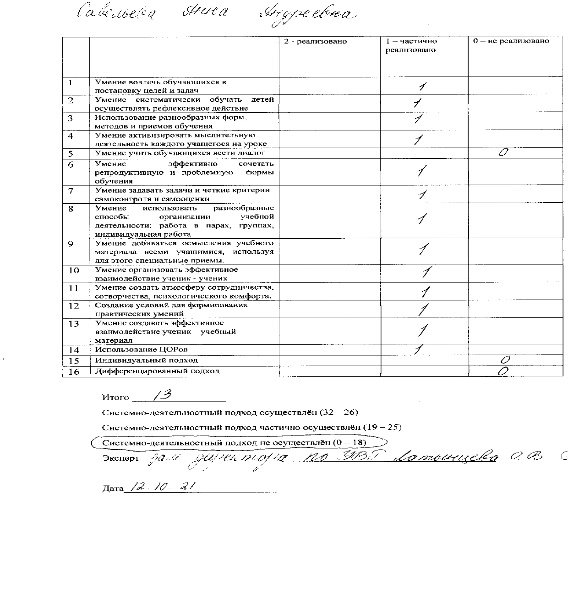 Анна Андреевна.
2 - реализовано 1 – частично реализовано 0 – не реализовано
1 Умение вовлечь обучающихся в постановку целей и задач 1
2 Умение систематически обучать детей осуществлять рефлексивное действие 1
3 Использование разнообразных форм, методов и приемов обучения 1
4 Умение активизировать мыслительную деятельность каждого учащегося на уроке 1
5 Умение учить обучающихся вести диалог 0
6 Умение эффективно сочетать репродуктивную и проблемную формы обучения 1
7 Умение задавать задачи и четкие критерии самоконтроля и самооценки 1
8 Умение использовать разнообразные способы организации учебной деятельности: работа в парах, группах, индивидуальная работа 1
9 Умение добиваться осмысления учебного материала всеми учащимися, используя для этого специальные приемы. 1
10 Умение организовать эффективное взаимодействие ученик - ученик 1
11 Умение создать атмосферу сотрудничества, сотворчества, психологического комфорта. 1
12 Создание условий для формирования практических умений 1
13 Умение создавать эффективное взаимодействие ученик – учебный материал 1
14 Использование ЦОРов 1
15 Индивидуальный подход 0
16 Дифференцированный подход 0
Итого 13
Системно-деятельностный подход осуществлён (32 – 26)
Системно-деятельностный подход частично осуществлён (19 – 25)
Системно-деятельностный подход не осуществлён (0 – 18)
Эксперт зам директора по УВР О.В
Дата 12.10 21